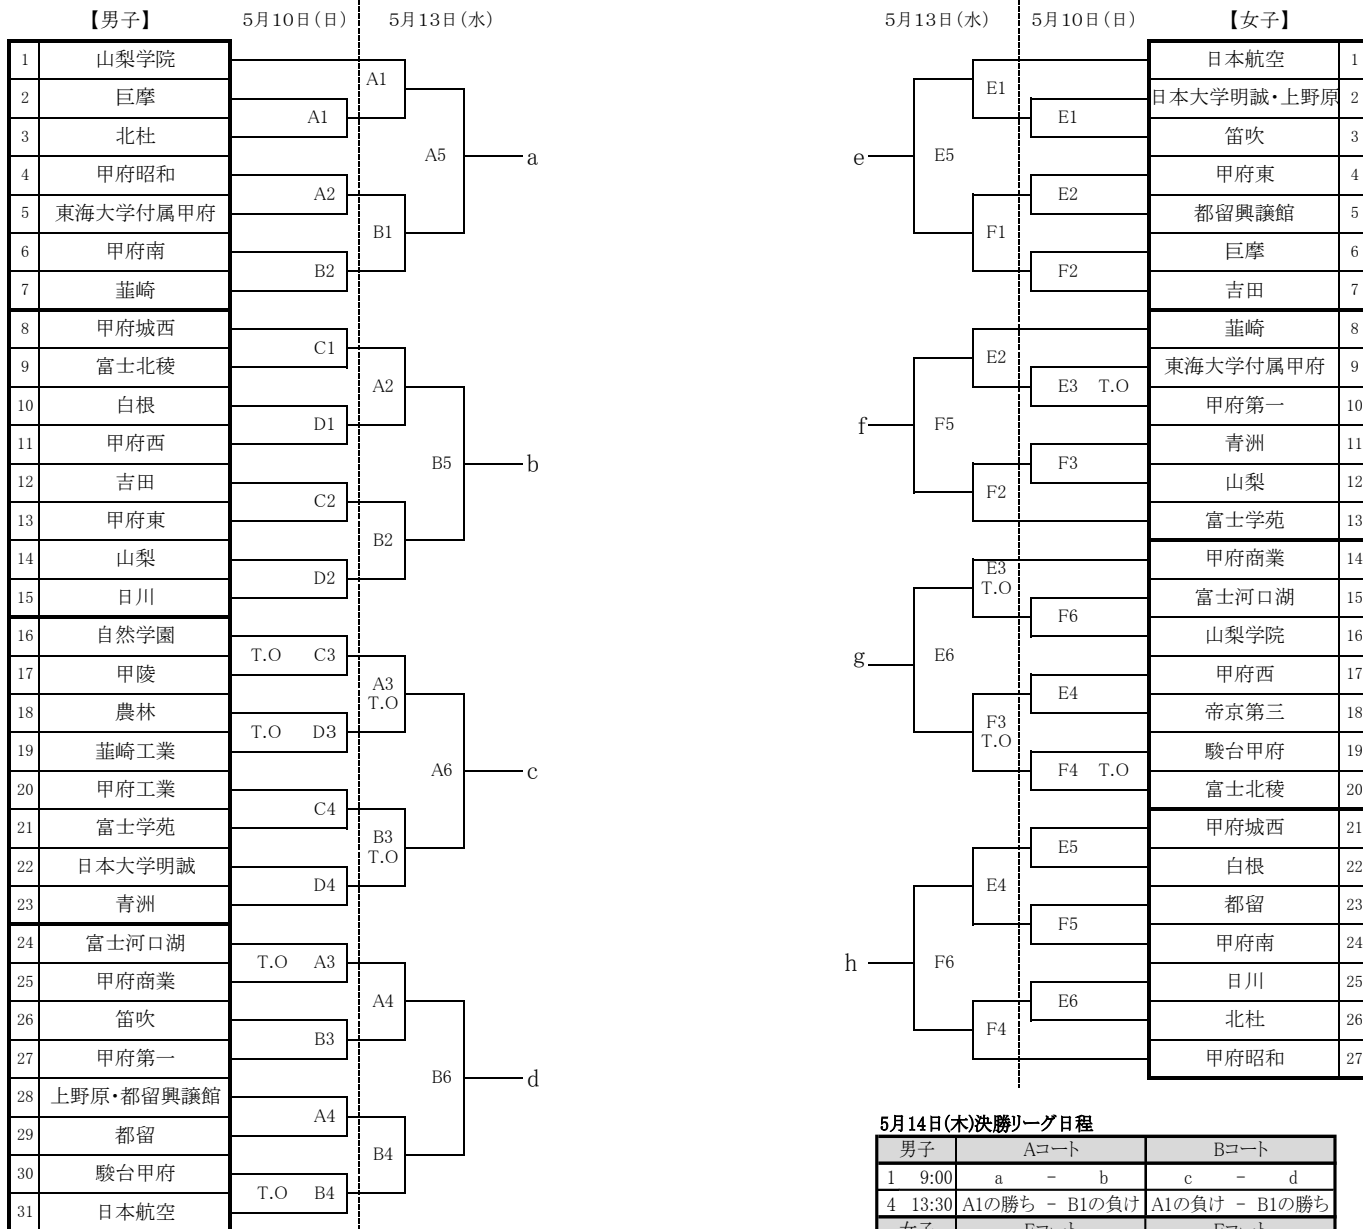 【男子】 5月10日(日) 5月13日(水)
1 山梨学院
2 巨摩
3 北杜
4 甲府昭和
5 東海大学付属甲府
6 甲府南
7 韮崎
8 甲府城西
9 富士北稜
10 白根
11 甲府西
12 吉田
13 甲府東
14 山梨
15 日川
16 自然学園
17 甲陵
18 農林
19 韮崎工業
20 甲府工業
21 富士学苑
22 日本大学明誠
23 青洲
24 富士河口湖
25 甲府商業
26 笛吹
27 甲府第一
28 上野原・都留興譲館
29 都留
30 駿台甲府
31 日本航空
A1
A2
B2
C1
D1
C2
D2
T.O C3
T.O D3
C4
D4
T.O A3
B3
A4
T.O B4
A1
B1
A2
B2
A3
T.O
B3
T.O
A4
B4
A5
B5
A6
B6
a
b
c
d
5月13日(水) 5月10日(日) 【女子】
e
f
g
h
E5
F5
E6
F6
E1
F1
E2
F2
E3
T.O
F3
T.O
E4
F4
E1
E2
F2
E3 T.O
F3
F6
E4
F4 T.O
E5
F5
E6
日本航空 1
日本大学明誠・上野原 2
笛吹 3
甲府東 4
都留興譲館 5
巨摩 6
吉田 7
韮崎 8
東海大学付属甲府 9
甲府第一 10
青洲 11
山梨 12
富士学苑 13
甲府商業 14
富士河口湖 15
山梨学院 16
甲府西 17
帝京第三 18
駿台甲府 19
富士北稜 20
甲府城西 21
白根 22
都留 23
甲府南 24
日川 25
北杜 26
甲府昭和 27
5月14日(木)決勝リーグ日程
男子 Aコート Bコート
1 9:00 a - b c - d
4 13:30 A1の勝ち - B1の負け A1の負け - B1の勝ち